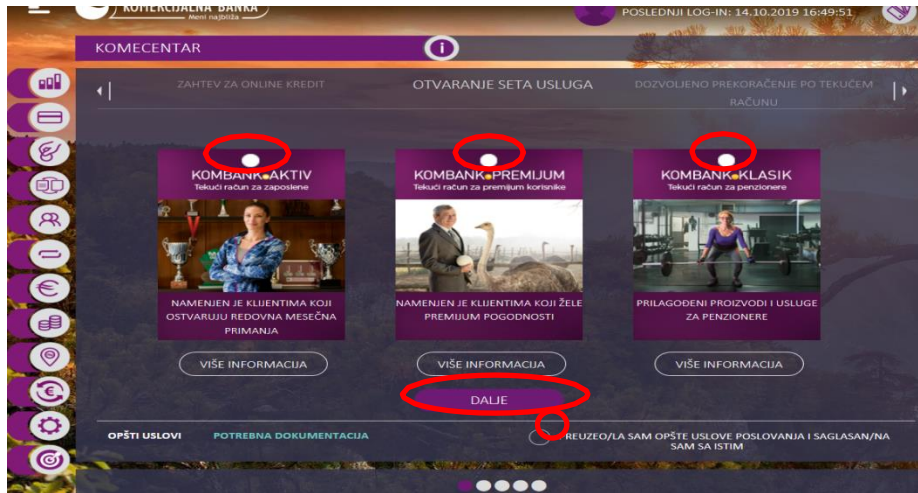 KOMERCIJALNA BANKA
Meni najbliža
POSLEDNJI LOG-IN: 14.10.2019 16:49:51
KOMECENTAR
i
ZAHTEV ZA ONLINE KREDIT
OTVARANJE SETA USLUGA
DOZVOLJENO PREKORAČENJE PO TEKUĆEM
RAČUNU
KOMBANK AKTIV
Tekući račun za zaposlene
KOMBANK PREMIJUM
Tekući račun za premijum korisnike
KOMBANK KLASIK
Tekući račun za penzionere
NAMENJEN JE KLIJENTIMA KOJI
OSTVARUJU REDOVNA MESEČNA
PRIMANJA
NAMENJEN JE KLIJENTIMA KOJI ŽELE
PREMIJUM POGODNOSTI
PRILAGOĐENI PROIZVODI I USLUGE
ZA PENZIONERE
VIŠE INFORMACIJA
VIŠE INFORMACIJA
VIŠE INFORMACIJA
DALJE
OPŠTI USLOVI
POTREBNA DOKUMENTACIJA
PREUZEO/LA SAM OPŠTE USLOVE POSLOVANJA I SAGLASAN/NA
SAM SA ISTIM